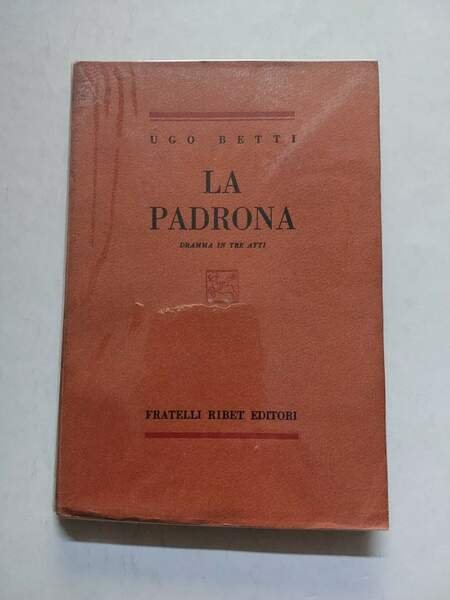 UGO BETTI
LA
PADRONA
DRAMMA IN TRE ATTI
FRATELLI RIBET EDITORI